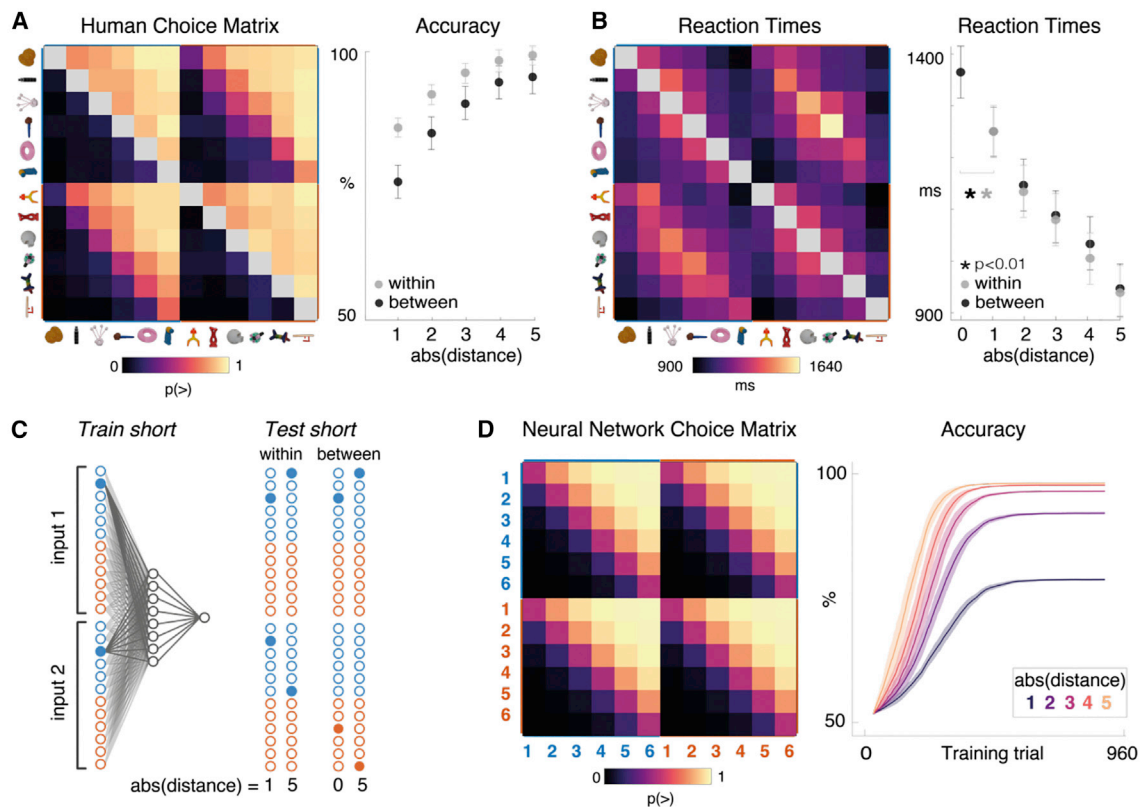 A
Human Choice Matrix
Accuracy
100
%
50
within
between
1 2 3 4 5
abs(distance)
0 1
p(>)
B
Reaction Times
Reaction Times
1400
ms
900
* *
* p<0.01
within
between
0 1 2 3 4 5
abs(distance)
900 1640
ms
C
Train short
Test short
within between
input 1
input 2
abs(distance) = 1 5 0 5
D
Neural Network Choice Matrix
Accuracy
1
2
3
4
5
6
1
2
3
4
5
6
1 2 3 4 5 6 1 2 3 4 5 6
0 1
p(>)
100
%
50
abs(distance)
1 2 3 4 5
0 Training trial 960